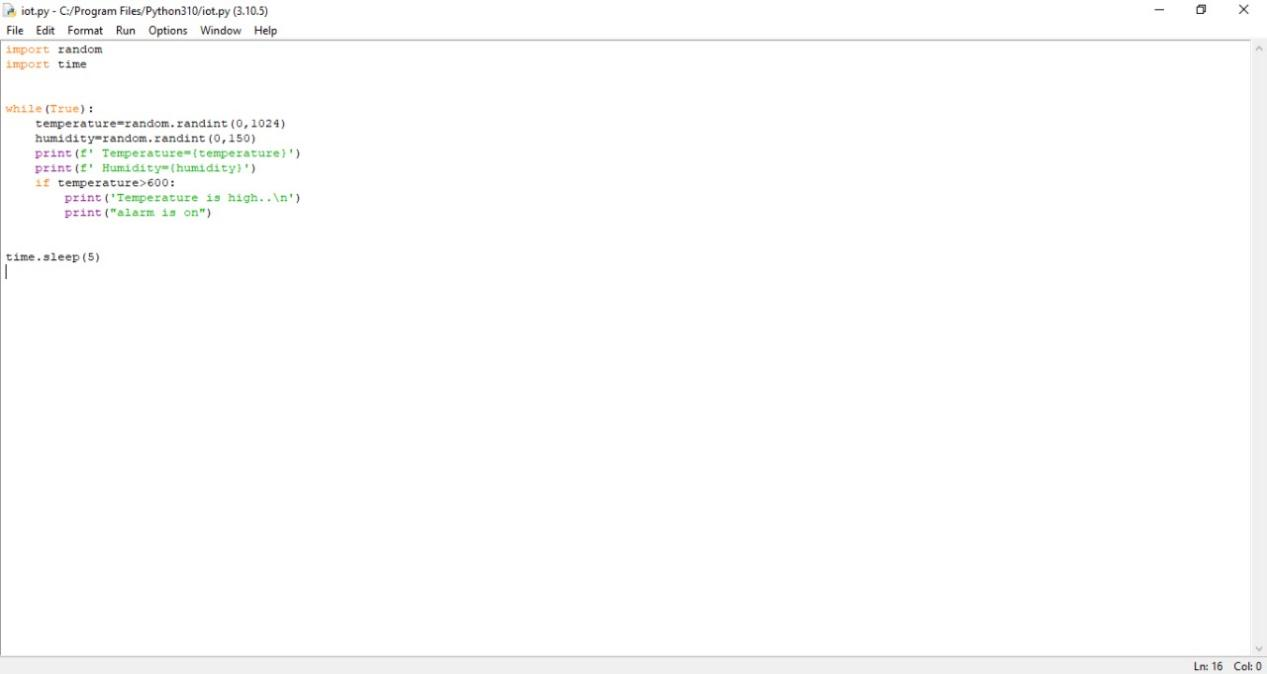 iot.py - C:/Program Files/Python310/iot.py (3.10.5)
File Edit Format Run Options Window Help
import random
import time
while(True):
    temperature=random.randint(0,1024)
    humidity=random.randint(0,150)
    print(f' Temperature={temperature}')
    print(f' Humidity={humidity}')
    if temperature>600:
        print('Temperature is high..\n')
        print("alarm is on")
time.sleep(5)
Ln: 16 Col: 0